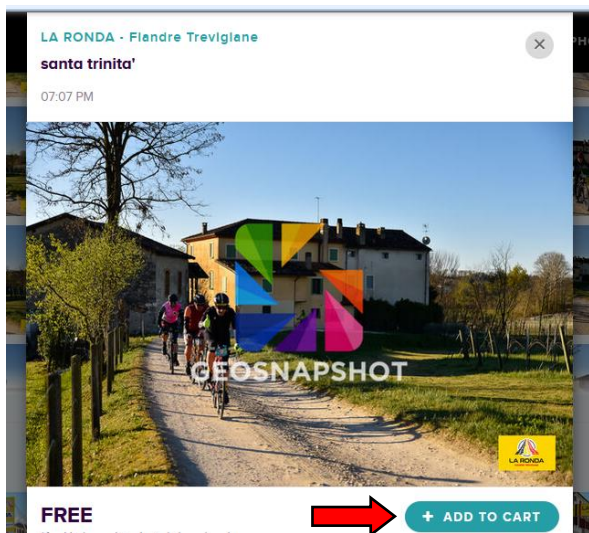 LA RONDA - Fiandre Trevigiane
santa trinita'
07:07 PM
GEOSNAPSHOT
LA RONDA
FREE
+ ADD TO CART